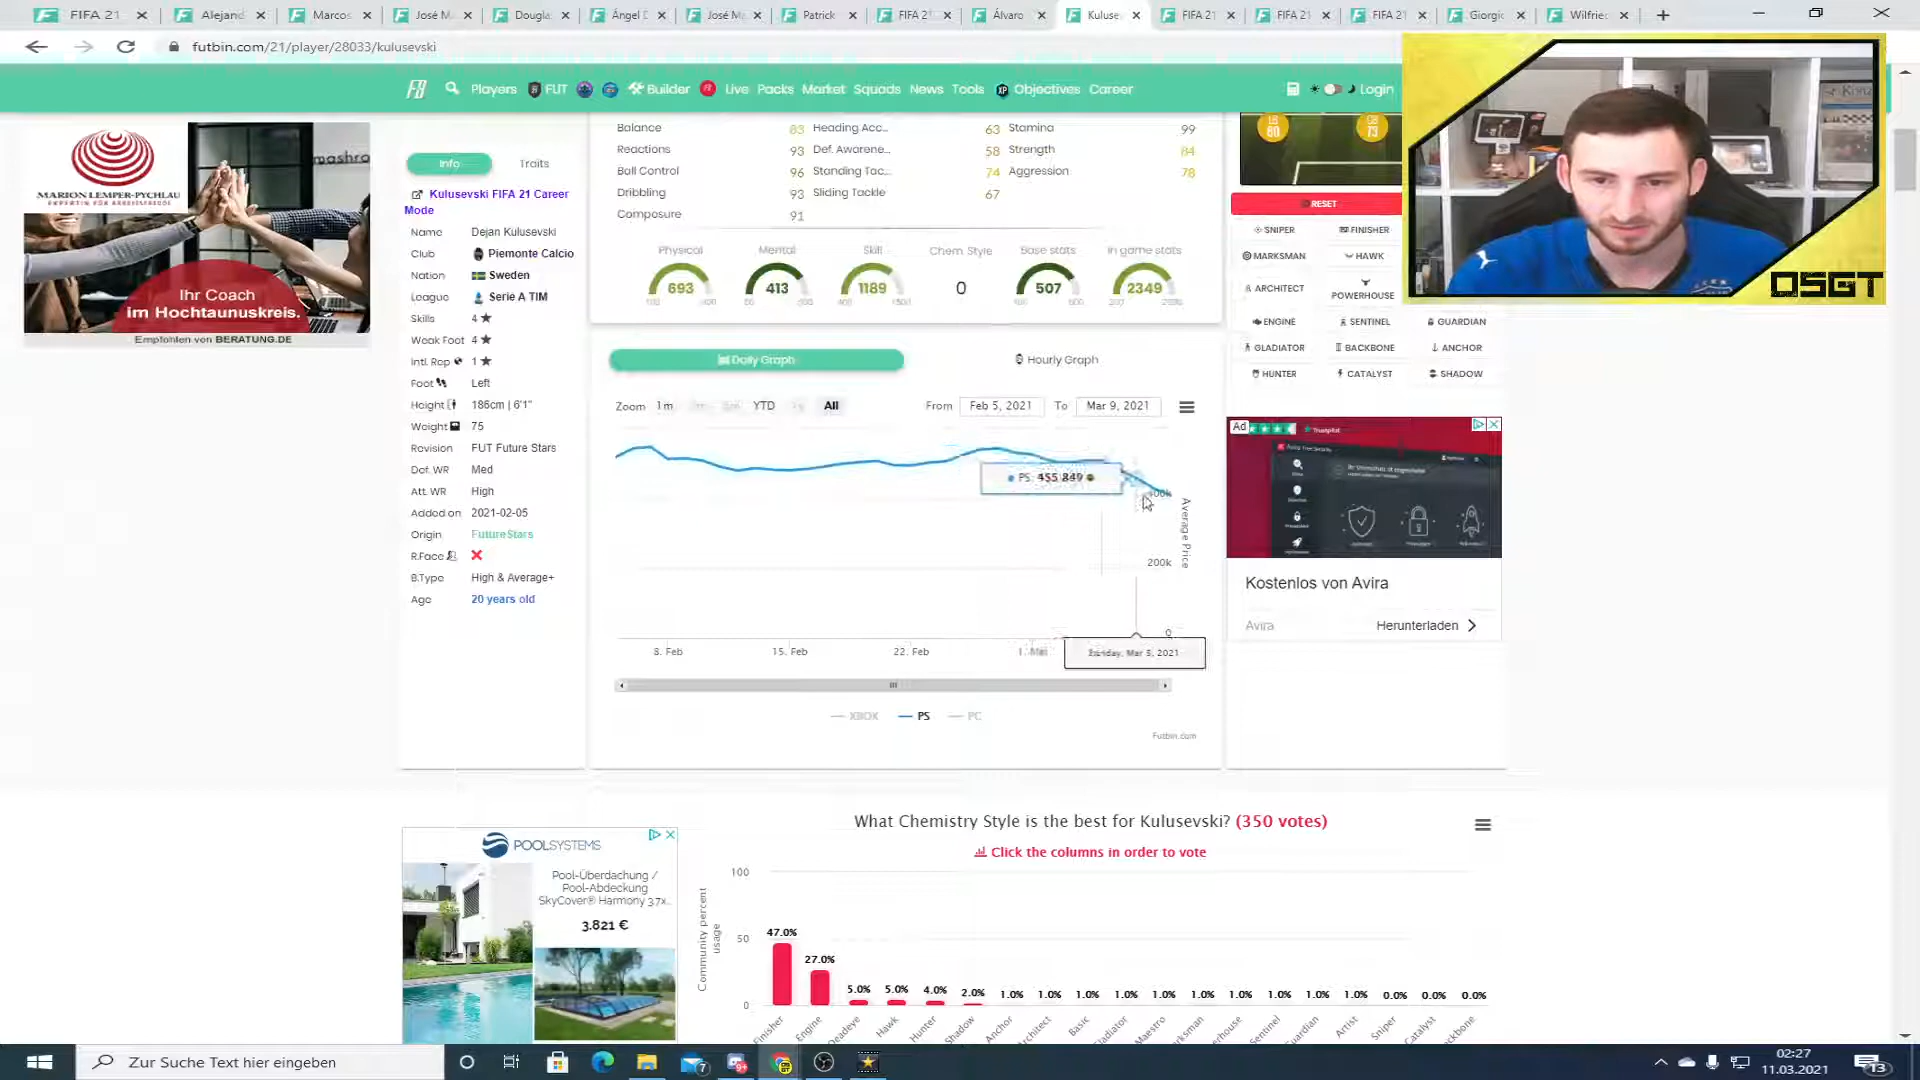 FIFA 21
Alejand
Marcos
José M
Dougla
Ángel D
José M
Patrick
FIFA 21
Álvaro
Kuluse
FIFA 21
FIFA 21
FIFA 21
Giorgio
Wilfried
futbin.com/21/player/28033/kulusevski
Players FUT Builder Live Packs Market Squads News Tools Objectives Career Login
MARION LEMPER-PYCHLAU
Ihr Coach
im Hochtaunuskreis.
Empfohlen von BERATUNG.DE
Info Traits
Kulusevski FIFA 21 Career
Mode
Name Dejan Kulusevski
Club Piemonte Calcio
Nation Sweden
League Serie A TIM
Skills 4
Weak Foot 4
Intl. Rep 1
Foot Left
Height 186cm | 6'1"
Weight 75
Revision FUT Future Stars
Def. WR Med
Att. WR High
Added on 2021-02-05
Origin FutureStars
R.Face
B.Type High & Average+
Age 20 years old
Balance 83 Heading Acc... 63 Stamina 99
Reactions 93 Def. Awarene... 58 Strength 84
Ball Control 96 Standing Tac... 74 Aggression 78
Dribbling 93 Sliding Tackle 67
Composure 91
Physical Mental Skill Chem. Style Base stats In game stats
693 413 1189 0 507 2349
Daily Graph Hourly Graph
Zoom 1m YTD All From Feb 5, 2021 To Mar 9, 2021
PS: 455 849
Average Price
200k
0
8. Feb 15. Feb 22. Feb
XBOX PS PC
Futbin.com
LB
80
CB
73
RESET
SNIPER FINISHER
MARKSMAN HAWK
ARCHITECT POWERHOUSE
ENGINE SENTINEL GUARDIAN
GLADIATOR BACKBONE ANCHOR
HUNTER CATALYST SHADOW
OSGT
Ad
Trustpilot
Kostenlos von Avira
Avira Herunterladen
POOLSYSTEMS
Pool-Überdachung /
Pool-Abdeckung
SkyCover® Harmony 3.7x...
3.821 €
What Chemistry Style is the best for Kulusevski? (350 votes)
Click the columns in order to vote
Community percent
usage
100
50
0
47.0% 27.0% 5.0% 5.0% 4.0% 2.0% 1.0% 1.0% 1.0% 1.0% 1.0% 1.0% 1.0% 1.0% 1.0% 1.0% 0.0% 0.0% 0.0%
Finisher Engine Deadeye Hawk Hunter Shadow Anchor Architect Basic Gladiator Maestro Sentinel Guardian Artist Sniper Catalyst
Zur Suche Text hier eingeben
02:27
11.03.2021
13